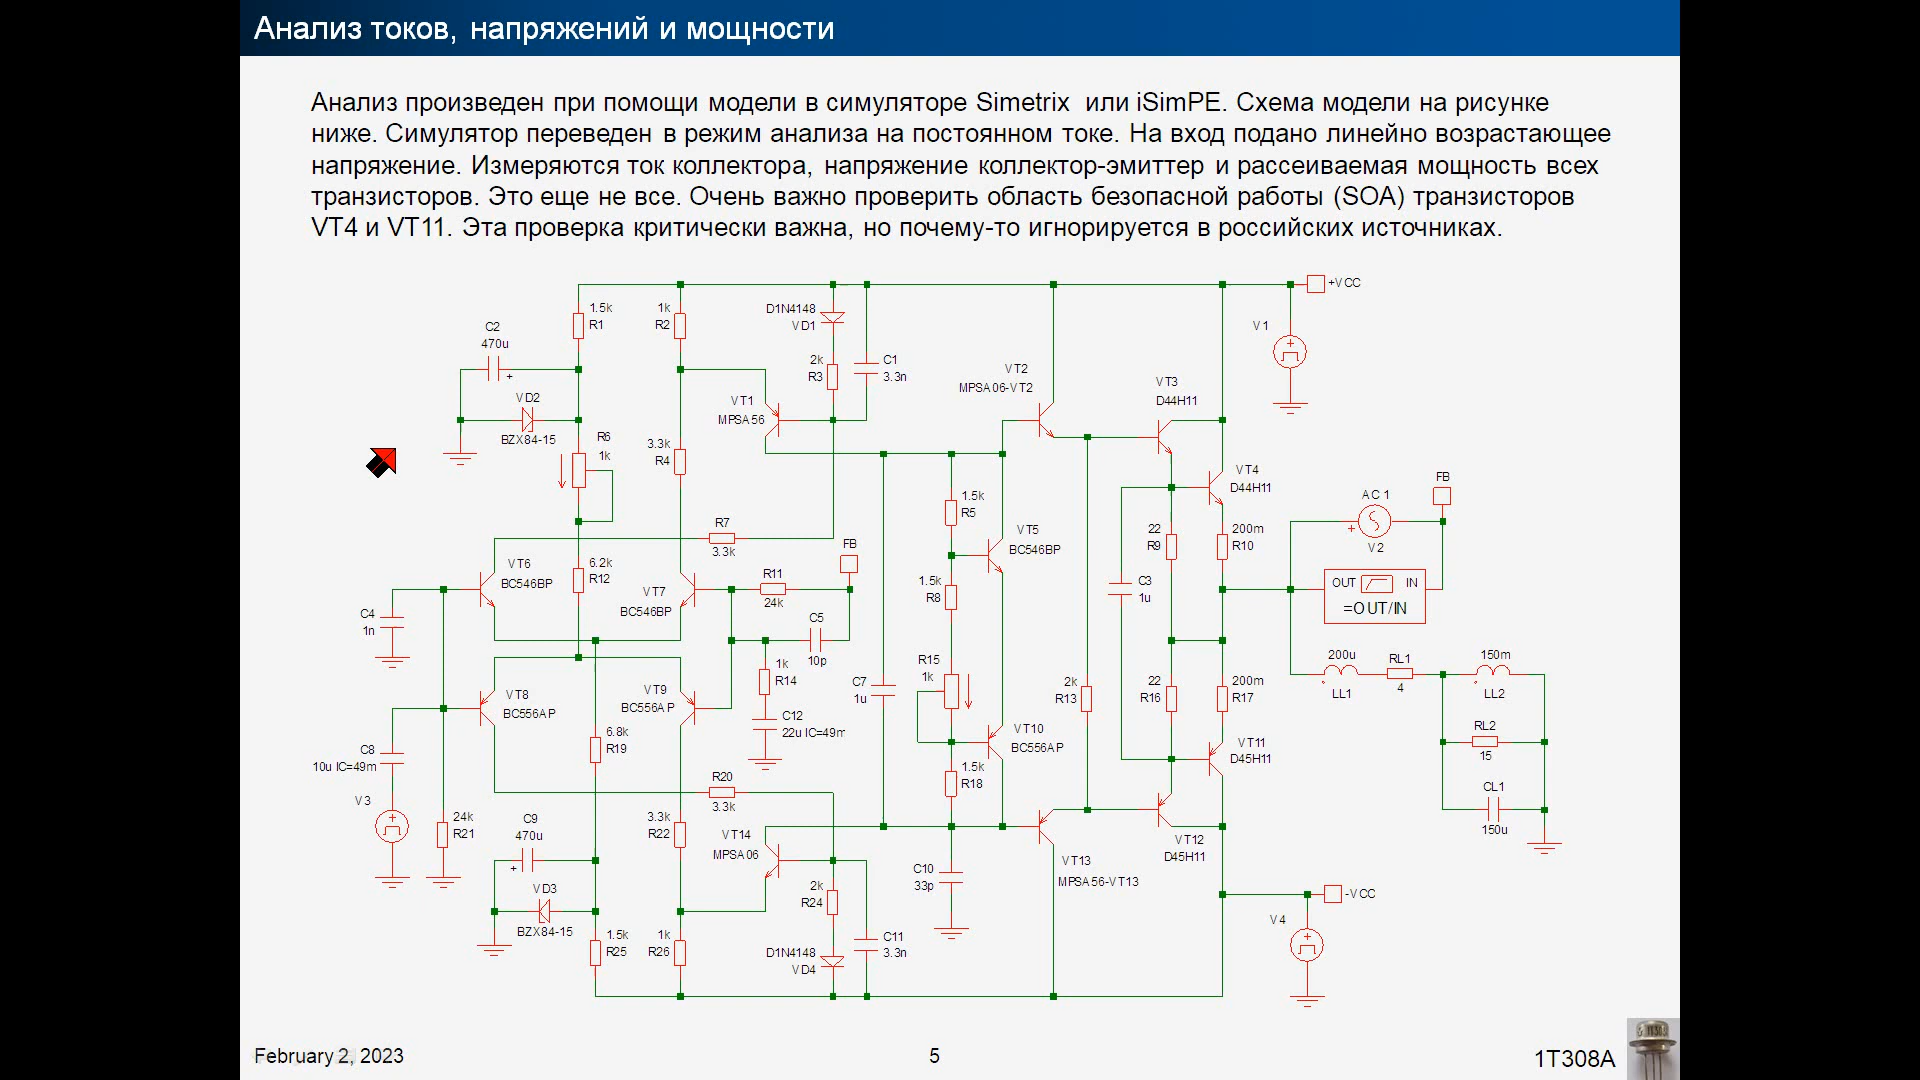 Анализ токов, напряжений и мощности
Анализ произведен при помощи модели в симуляторе Simetrix или iSimPE. Схема модели на рисунке
ниже. Симулятор переведен в режим анализа на постоянном токе. На вход подано линейно возрастающее
напряжение. Измеряются ток коллектора, напряжение коллектор-эмиттер и рассеиваемая мощность всех
транзисторов. Это еще не все. Очень важно проверить область безопасной работы (SOA) транзисторов
VT4 и VT11. Эта проверка критически важна, но почему-то игнорируется в российских источниках.
+VCC
1.5k
R1
1k
R2
D1N4148
VD1
C2
470u
+
V1
+
2k
R3
C1
3.3n
VT2
MPSA06-VT2
VT3
D44H11
VD2
BZX84-15
VT1
MPSA56
R6
1k
3.3k
R4
VT4
D44H11
FB
AC 1
+
V2
1.5k
R5
R7
3.3k
VT5
BC546BP
22
R9
200m
R10
FB
VT6
BC546BP
6.2k
R12
VT7
BC546BP
R11
24k
1.5k
R8
C3
1u
OUT
IN
=OUT/IN
C4
1n
C5
10p
1k
R14
R15
1k
C7
1u
2k
R13
22
R16
200m
R17
200u
LL1
RL1
4
150m
LL2
VT8
BC556AP
VT9
BC556AP
C12
22u IC=49m
6.8k
R19
VT10
BC556AP
VT11
D45H11
RL2
15
C8
10u IC=49m
R20
3.3k
1.5k
R18
CL1
150u
V3
+
24k
R21
C9
470u
+
3.3k
R22
VT14
MPSA06
VT12
D45H11
VT13
MPSA56-VT13
C10
33p
VD3
BZX84-15
2k
R24
-VCC
V4
+
1.5k
R25
1k
R26
D1N4148
VD4
C11
3.3n
February 2, 2023
5
1T308A